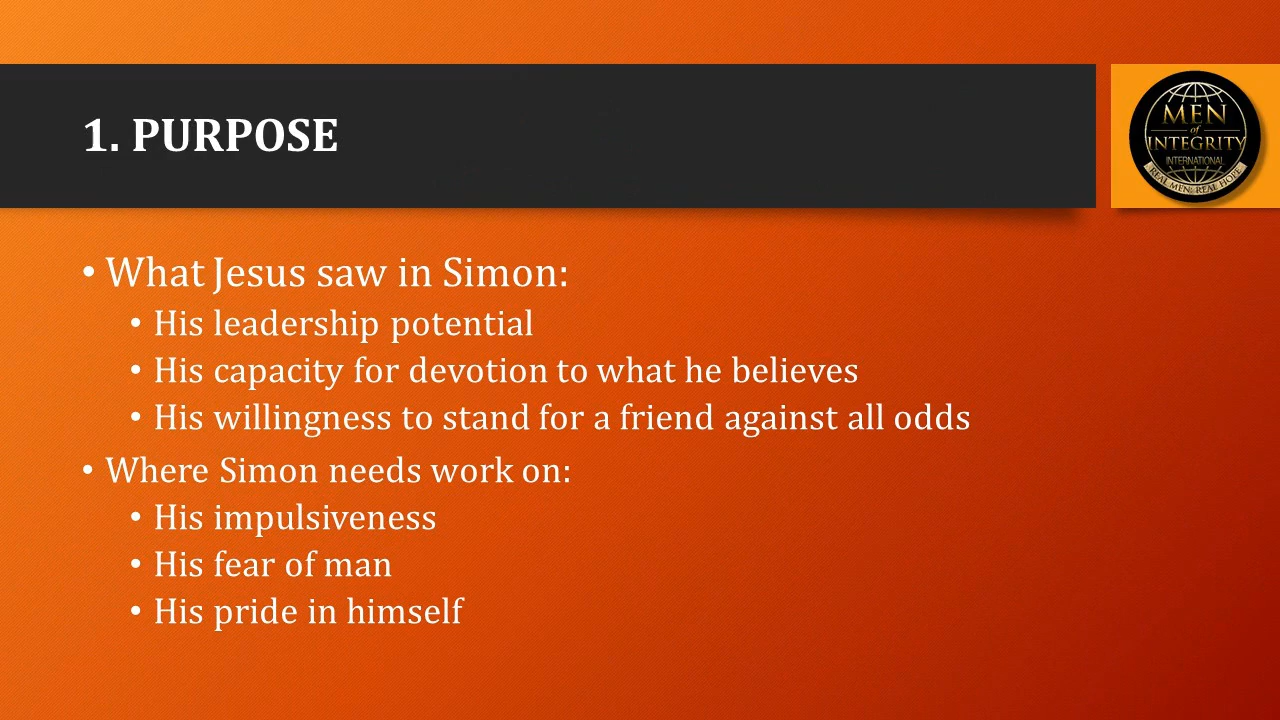 1. PURPOSE
MEN
of
INTEGRITY
INTERNATIONAL
REAL MEN; REAL HOPE
• What Jesus saw in Simon:
• His leadership potential
• His capacity for devotion to what he believes
• His willingness to stand for a friend against all odds
• Where Simon needs work on:
• His impulsiveness
• His fear of man
• His pride in himself